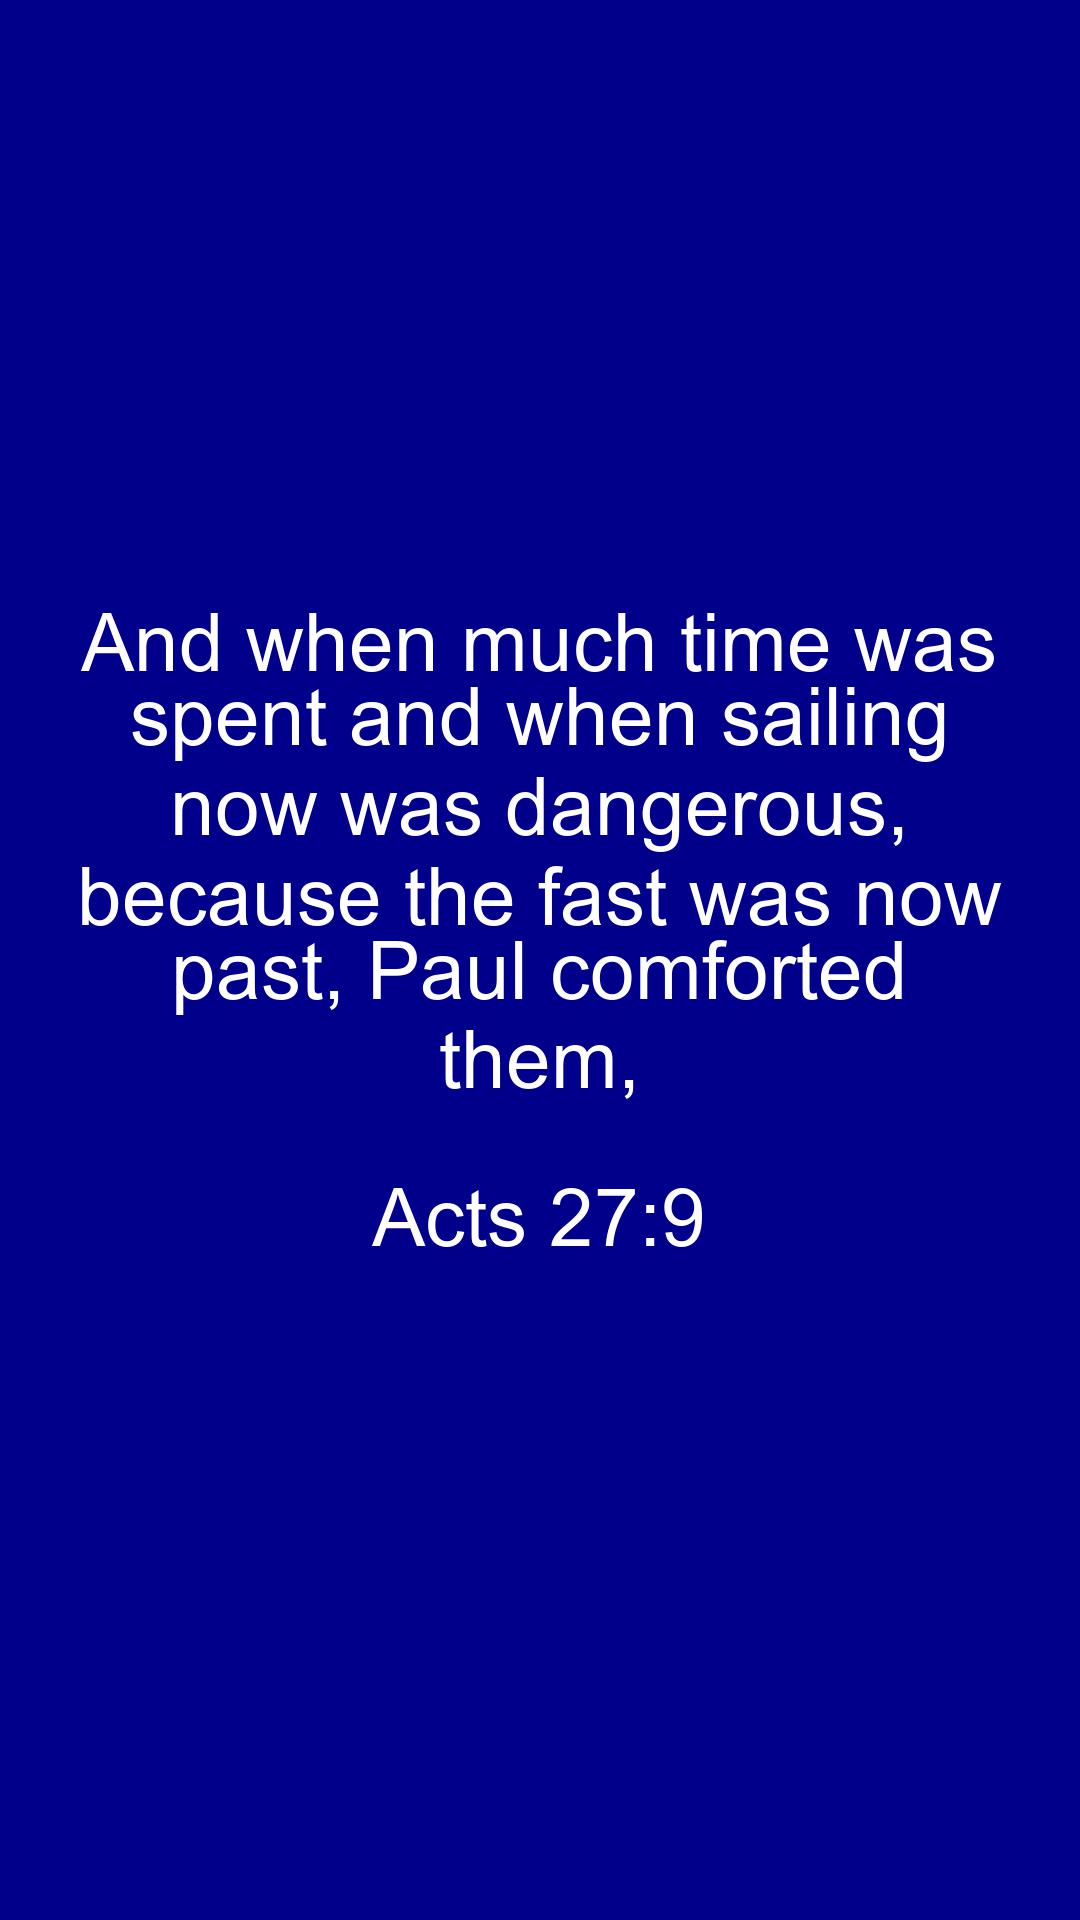 And when much time was
spent and when sailing
now was dangerous,
because the fast was now
past, Paul comforted
them,
Acts 27:9